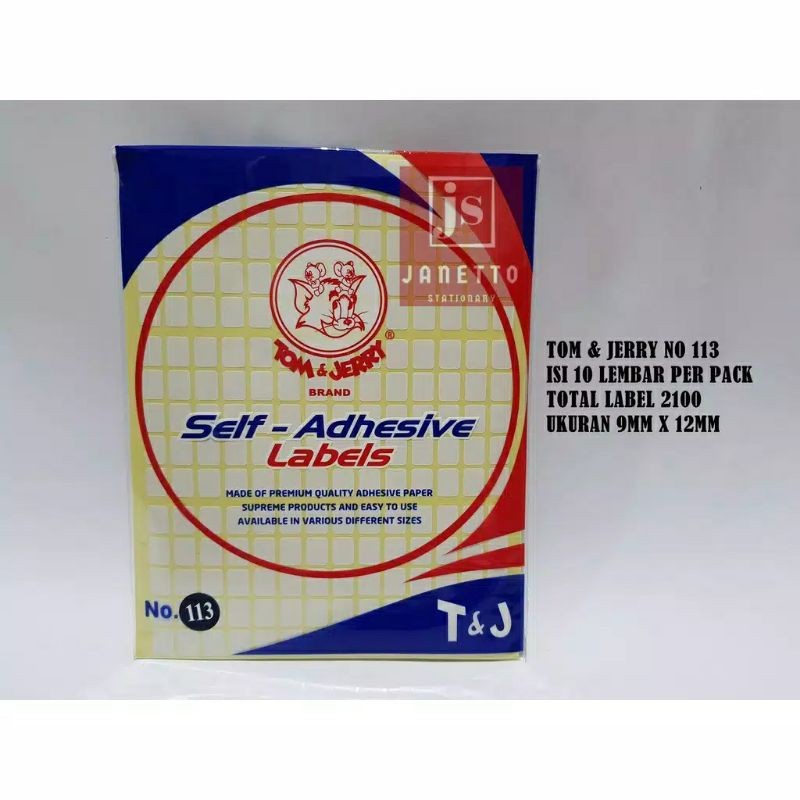 js
JANETTO
STATIONARY
TOM & JERRY ®
BRAND
Self - Adhesive
Labels
MADE OF PREMIUM QUALITY ADHESIVE PAPER
SUPREME PRODUCTS AND EASY TO USE
AVAILABLE IN VARIOUS DIFFERENT SIZES
No. 113
T&J
TOM & JERRY NO 113
ISI 10 LEMBAR PER PACK
TOTAL LABEL 2100
UKURAN 9MM X 12MM